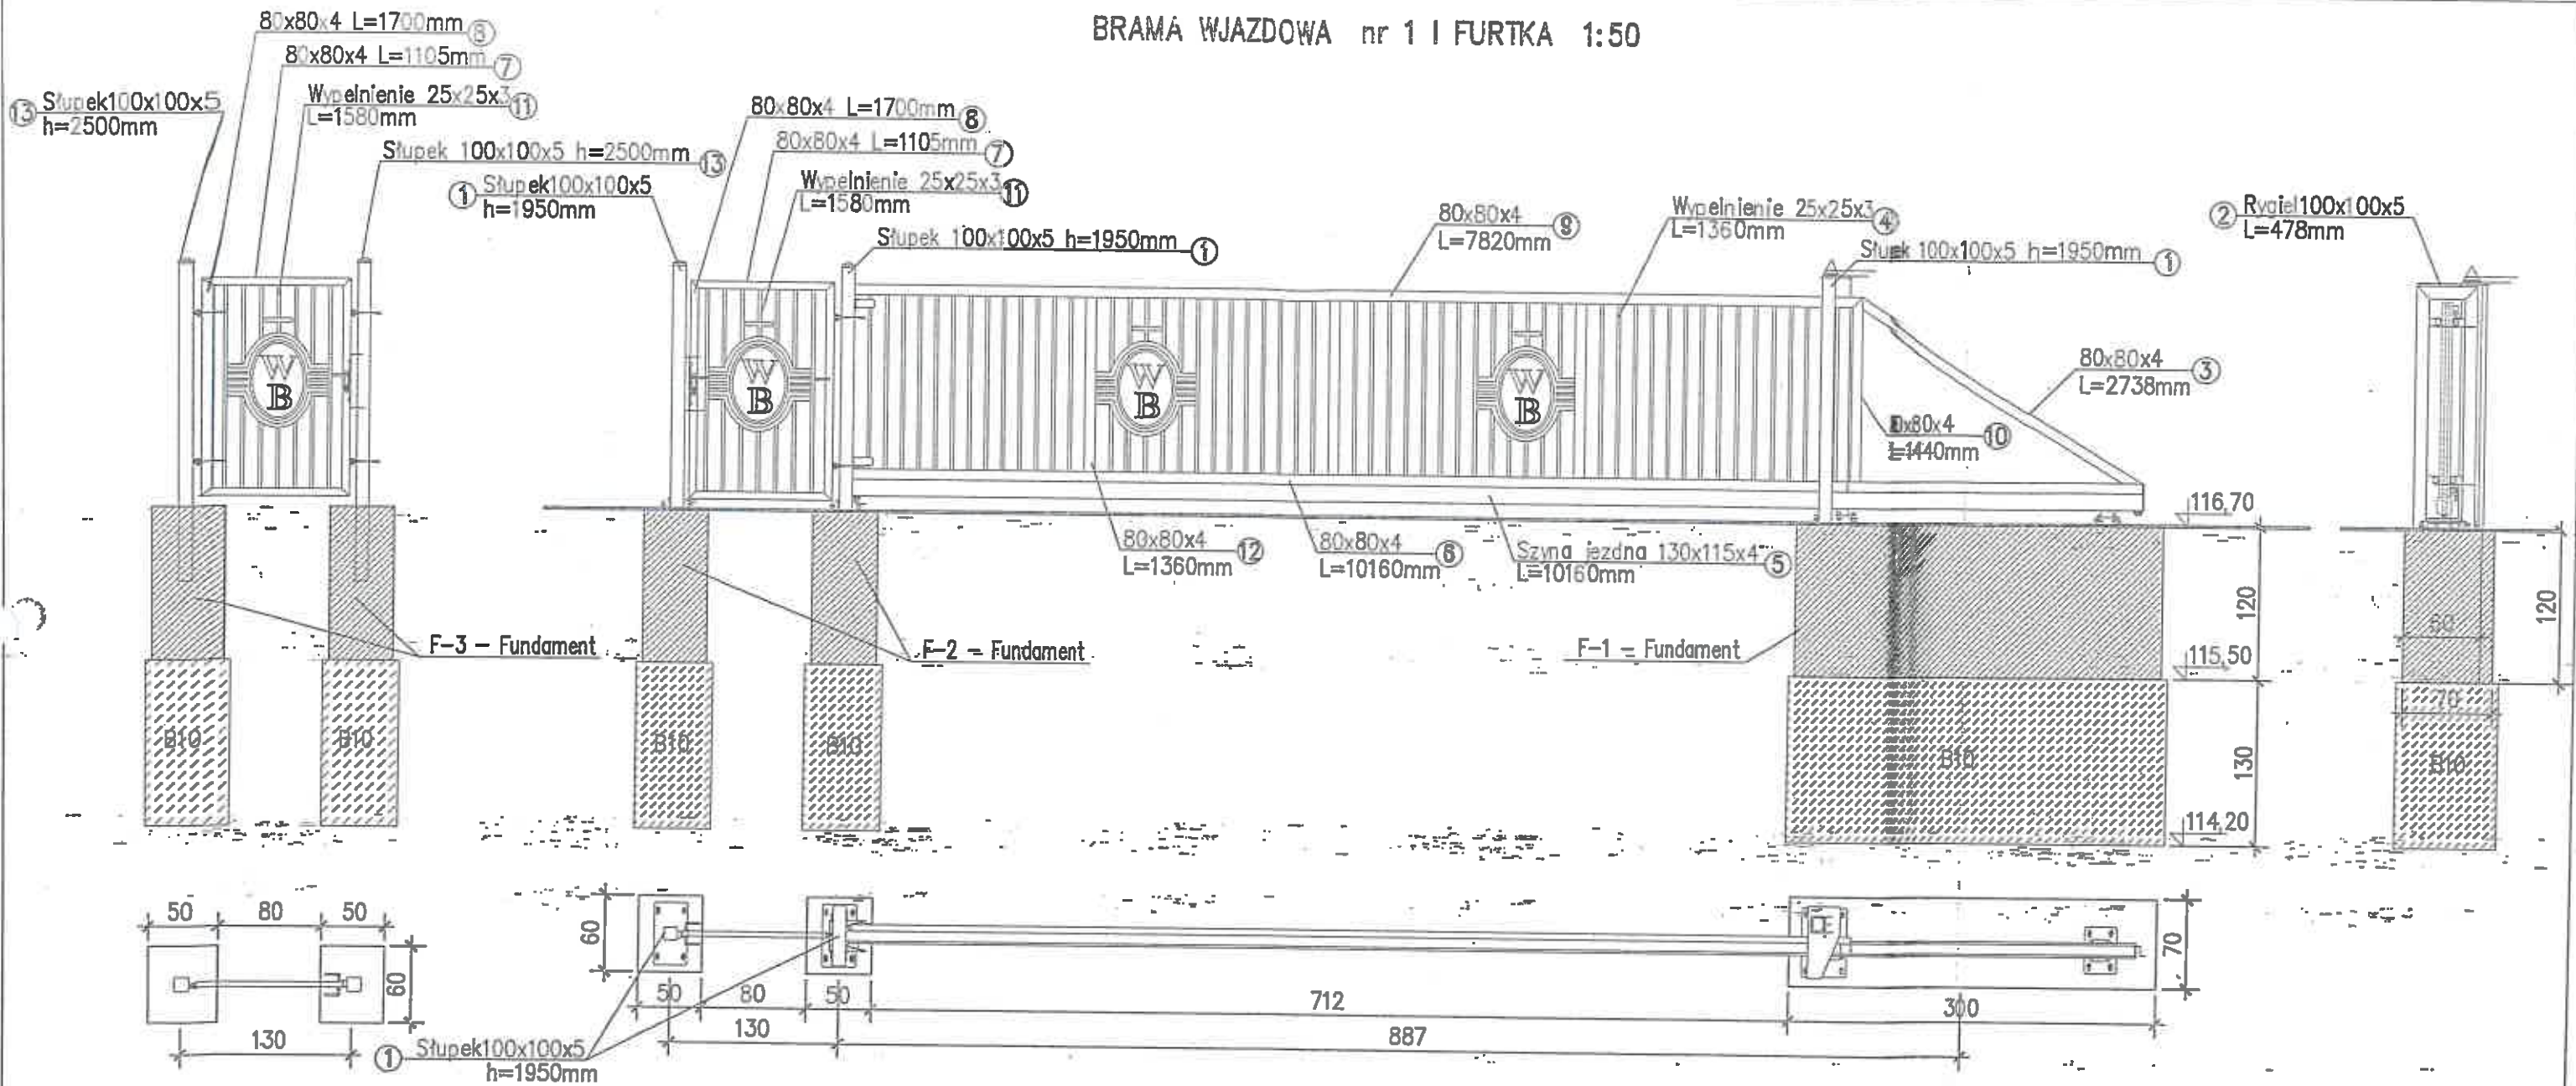 BRAMA WJAZDOWA nr 1 I FURTKA 1:50
80x80x4 L=1700mm 8
80x80x4 L=1105mm 7
13 Słupek100x100x5
h=2500mm
Wypełnienie 25x25x3 11
L=1580mm
Słupek 100x100x5 h=2500mm 13
1 Słupek100x100x5
h=1950mm
80x80x4 L=1700mm 8
80x80x4 L=1105mm 7
Wypełnienie 25x25x3 11
L=1580mm
Słupek 100x100x5 h=1950mm 1
80x80x4 9
L=7820mm
Wypełnienie 25x25x3 4
L=1360mm
Słupek 100x100x5 h=1950mm 1
2 Rygiel100x100x5
L=478mm
W
B
W
B
W
B
W
B
80x80x4 3
L=2738mm
80x80x4 10
L=1440mm
80x80x4 12
L=1360mm
80x80x4 6
L=10160mm
Szyna jezdna 130x115x4 5
L=10160mm
116,70
120
60
120
F-3 - Fundament
F-2 - Fundament
F-1 - Fundament
115,50
70
B10
B10
B10
B10
B10
130
B10
114,20
50
80
50
60
130
60
50
80
50
712
300
70
130
887
1 Słupek100x100x5
h=1950mm